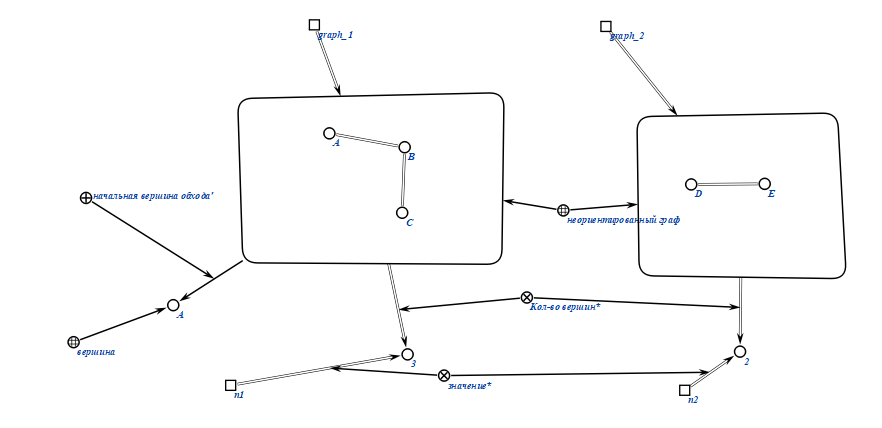 graph_1
graph_2
A
B
C
D
E
начальная вершина обхода'
неориентированный граф
A
Кол-во вершин*
вершина
3
2
n1
значение*
n2